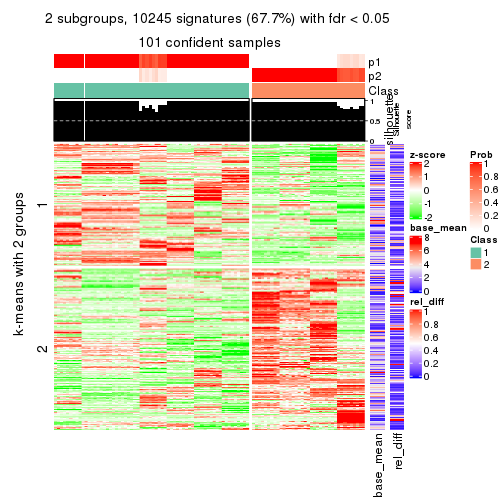 2 subgroups, 10245 signatures (67.7%) with fdr < 0.05
101 confident samples
p1
p2
Class
1
0.5
0
silhouette
Silhouette
score
k-means with 2 groups
1
2
z-score
2
1
0
-1
-2
Prob
1
0.8
0.6
0.4
0.2
0
base_mean
8
6
4
2
0
Class
1
2
rel_diff
1
0.8
0.6
0.4
0.2
0
base_mean
rel_diff